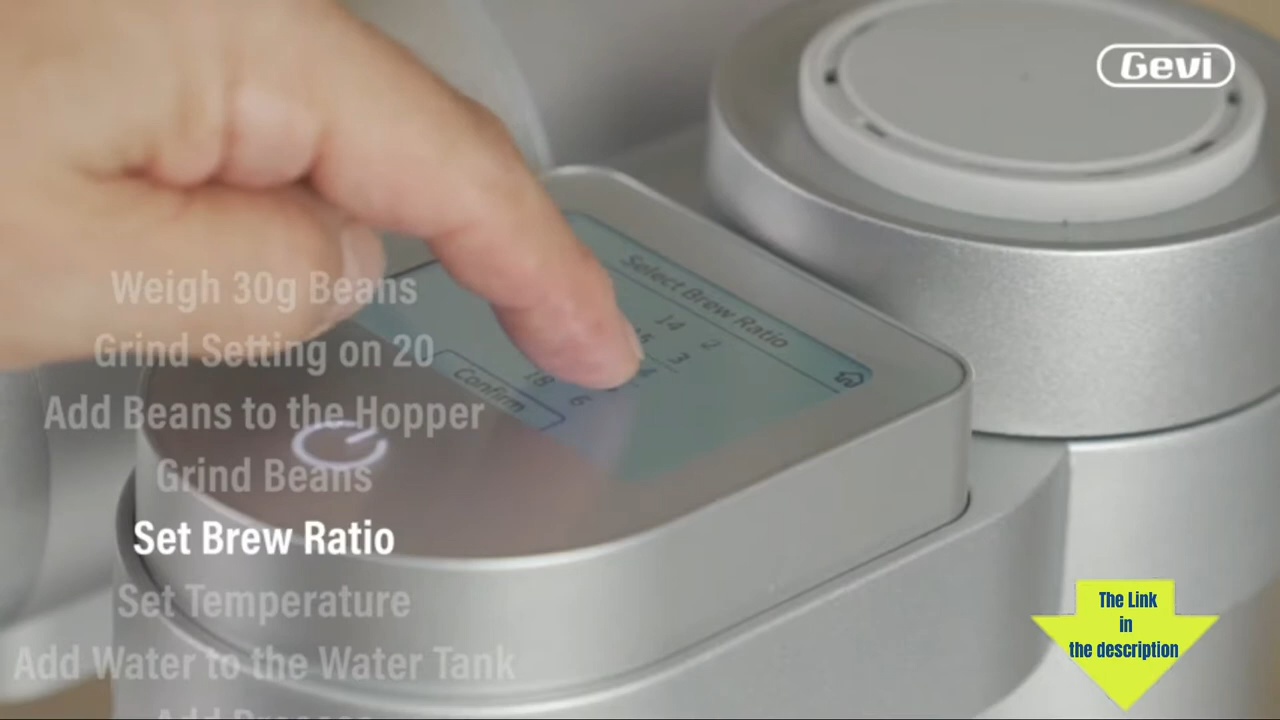 Gevi
Select Brew Ratio
14 2
3
18 6
Confirm
Weigh 30g Beans
Grind Setting on 20
Add Beans to the Hopper
Grind Beans
Set Brew Ratio
Set Temperature
Add Water to the Water Tank
The Link
in
the description